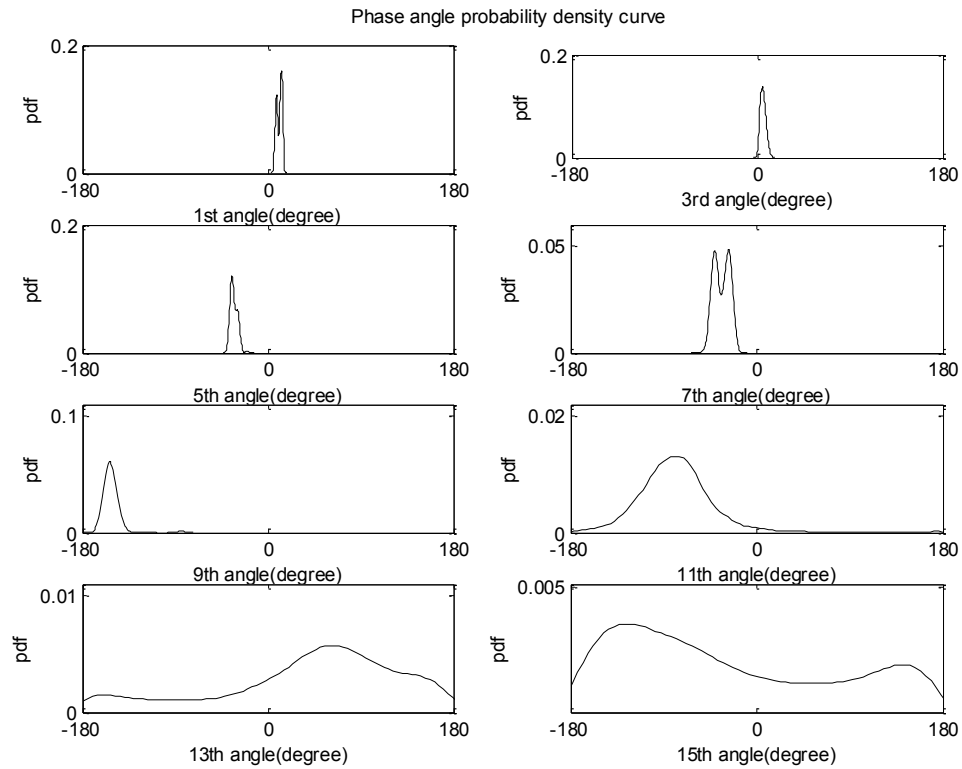 Phase angle probability density curve
0.2
pdf
0
-180 0 180
1st angle(degree)
0.2
pdf
0
-180 0 180
3rd angle(degree)
0.2
pdf
0
-180 0 180
5th angle(degree)
0.05
pdf
0
-180 0 180
7th angle(degree)
0.1
pdf
0
-180 0 180
9th angle(degree)
0.02
pdf
0
-180 0 180
11th angle(degree)
0.01
pdf
0
-180 0 180
13th angle(degree)
0.005
pdf
0
-180 0 180
15th angle(degree)